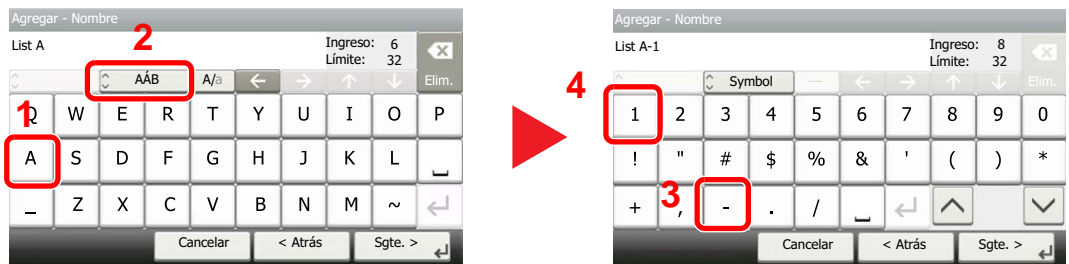 Agregar - Nombre
List A
Ingreso: 6
Límite: 32
2
AÁB
A/a
Elim.
1
Q W E R T Y U I O P
A S D F G H J K L
_ Z X C V B N M ~
Cancelar
< Atrás
Sgte. >
Agregar - Nombre
List A-1
Ingreso: 8
Límite: 32
Symbol
Elim.
4
1 2 3 4 5 6 7 8 9 0
! " # $ % & ' ( ) *
3
+ , - . /
Cancelar
< Atrás
Sgte. >